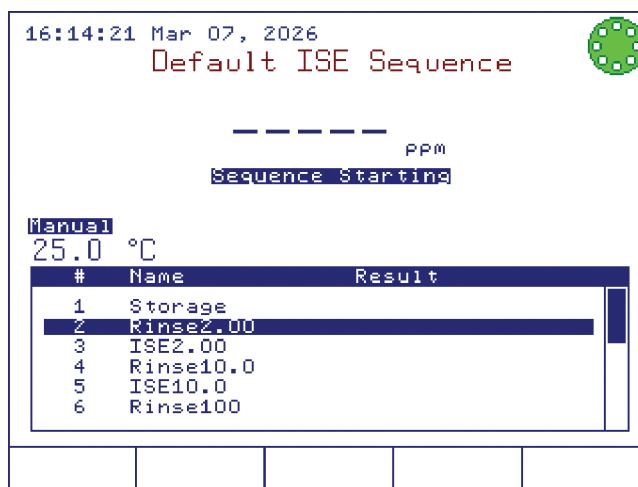 16:14:21 Mar 07, 2026
Default ISE Sequence
----- ppm
Sequence Starting
Manual
25.0 °C
# Name Result
1 Storage
2 Rinse2.00
3 ISE2.00
4 Rinse10.0
5 ISE10.0
6 Rinse100